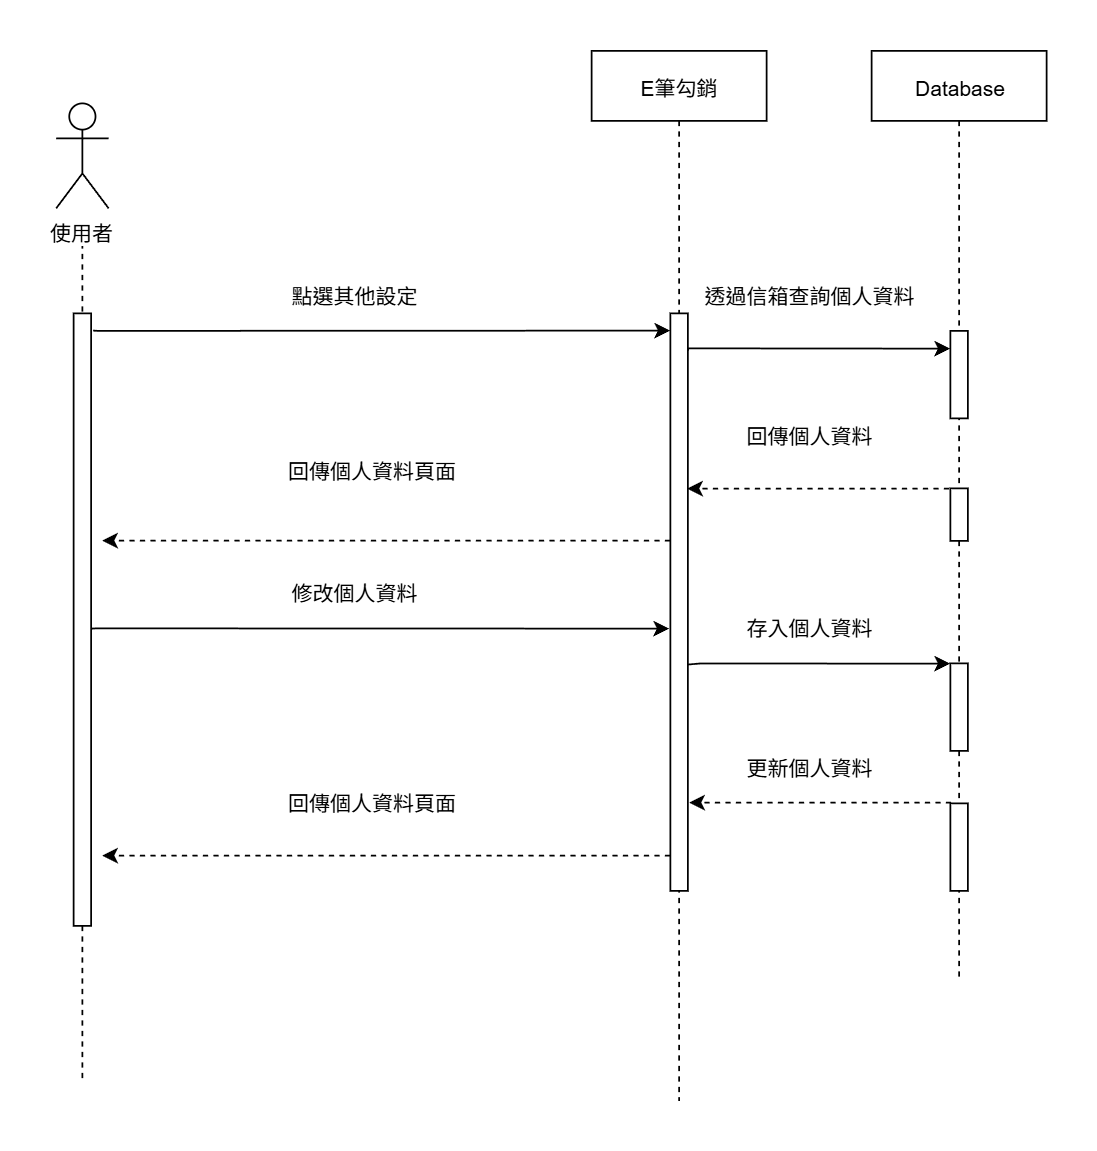 E筆勾銷
Database
使用者
點選其他設定
透過信箱查詢個人資料
回傳個人資料
回傳個人資料頁面
修改個人資料
存入個人資料
更新個人資料
回傳個人資料頁面